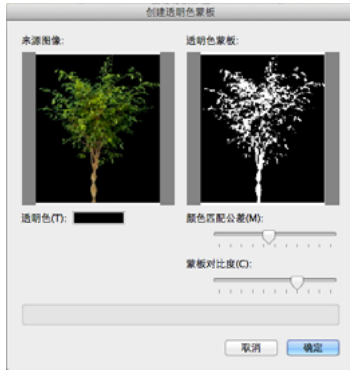 创建透明色蒙板
来源图像:
透明色蒙板:
透明色(T):
颜色匹配公差(M):
蒙板对比度(C):
取消
确定